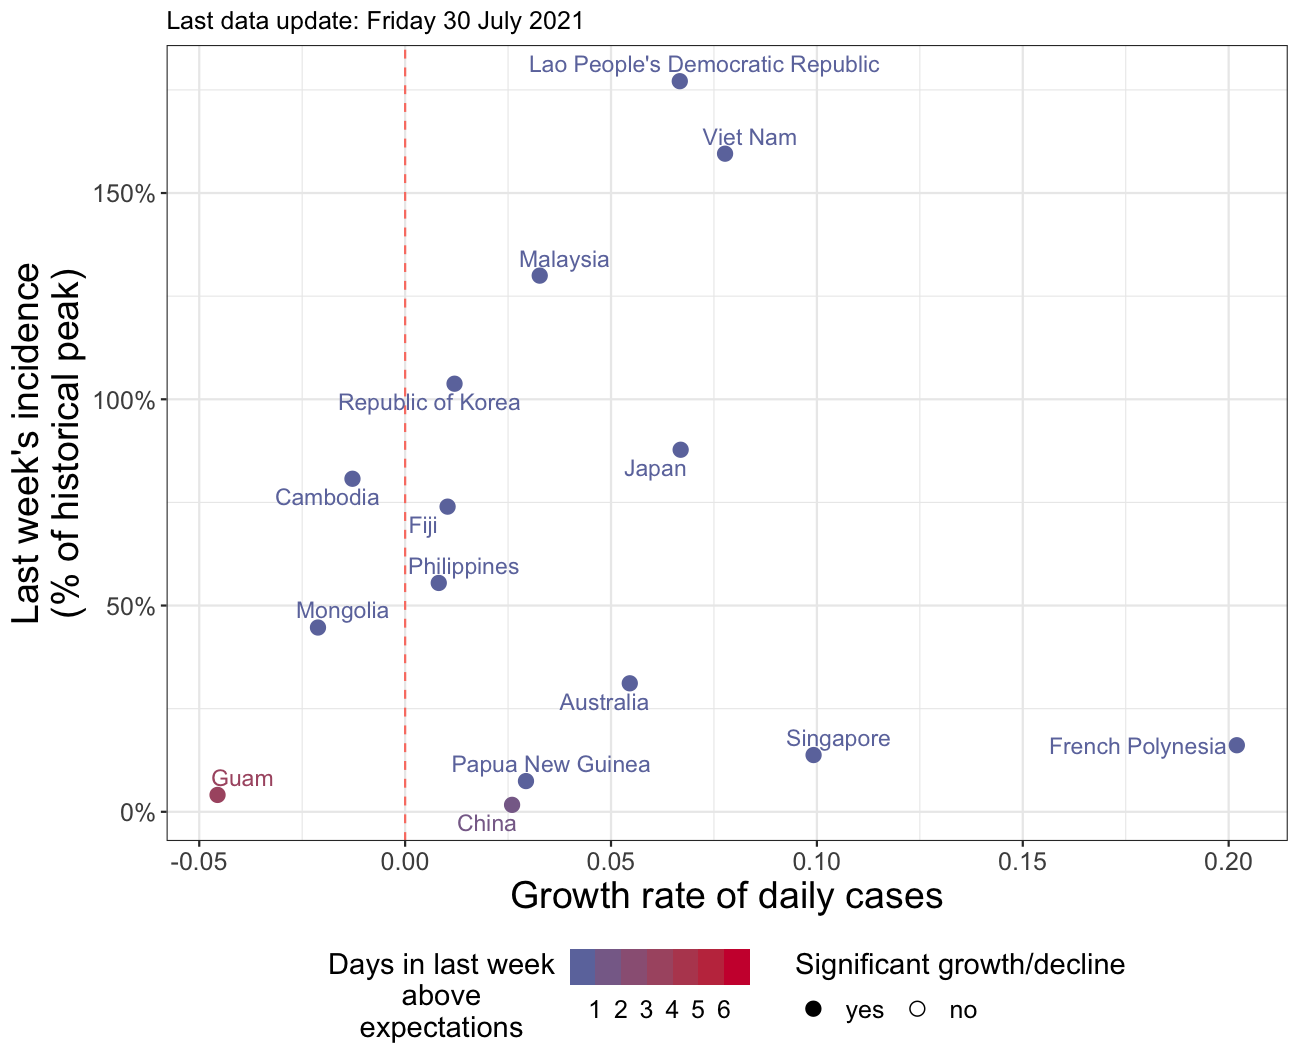 Last data update: Friday 30 July 2021
Lao People's Democratic Republic
Viet Nam
150%
Malaysia
100%
Republic of Korea
Japan
Cambodia
Fiji
Philippines
50%
Mongolia
Australia
Singapore
French Polynesia
Papua New Guinea
Guam
0%
China
Last week's incidence
(% of historical peak)
-0.05 0.00 0.05 0.10 0.15 0.20
Growth rate of daily cases
Days in last week
above
expectations
1 2 3 4 5 6
Significant growth/decline
yes no